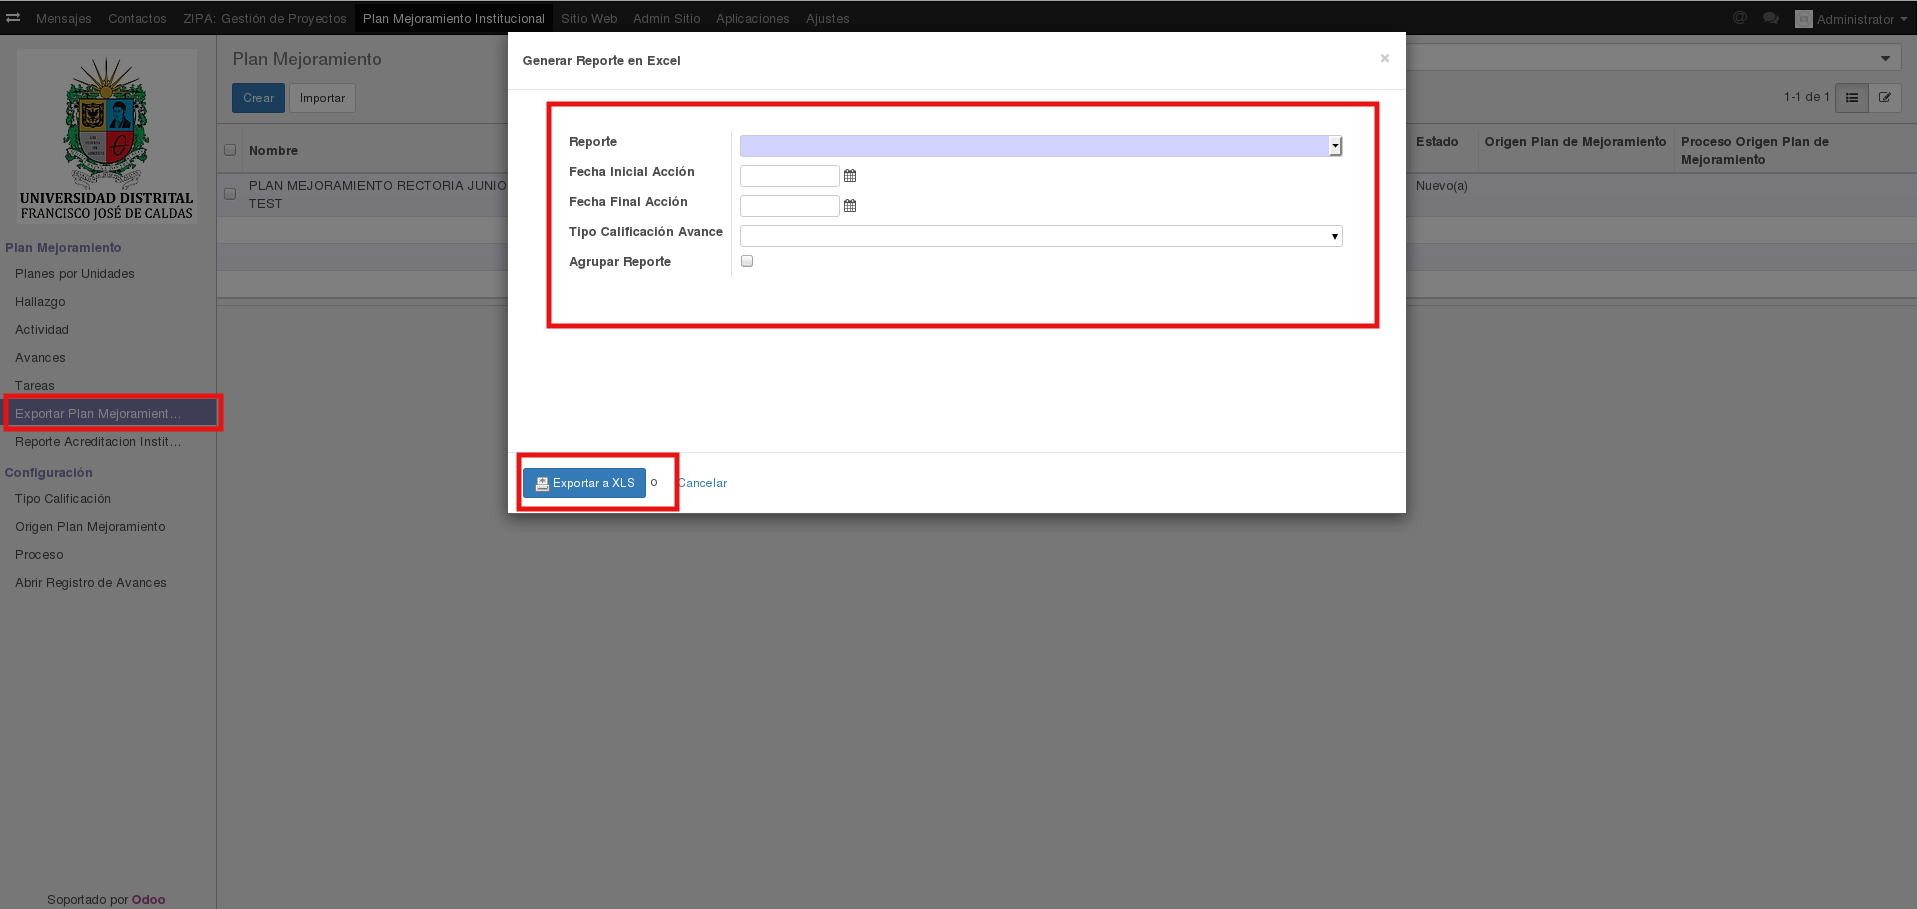 Mensajes Contactos ZIPA: Gestión de Proyectos Plan Mejoramiento Institucional Sitio Web Admin Sitio Aplicaciones Ajustes @ Administrator
UNIVERSIDAD DISTRITAL
FRANCISCO JOSÉ DE CALDAS
Plan Mejoramiento
Planes por Unidades
Hallazgo
Actividad
Avances
Tareas
Exportar Plan Mejoramient...
Reporte Acreditacion Instit...
Configuración
Tipo Calificación
Origen Plan Mejoramiento
Proceso
Abrir Registro de Avances
Soportado por Odoo
Plan Mejoramiento
Crear Importar
1-1 de 1
Nombre
Estado Origen Plan de Mejoramiento Proceso Origen Plan de
Mejoramiento
PLAN MEJORAMIENTO RECTORIA JUNIO
TEST
Nuevo(a)
Generar Reporte en Excel ×
Reporte
Fecha Inicial Acción
Fecha Final Acción
Tipo Calificación Avance
Agrupar Reporte
Exportar a XLS o Cancelar